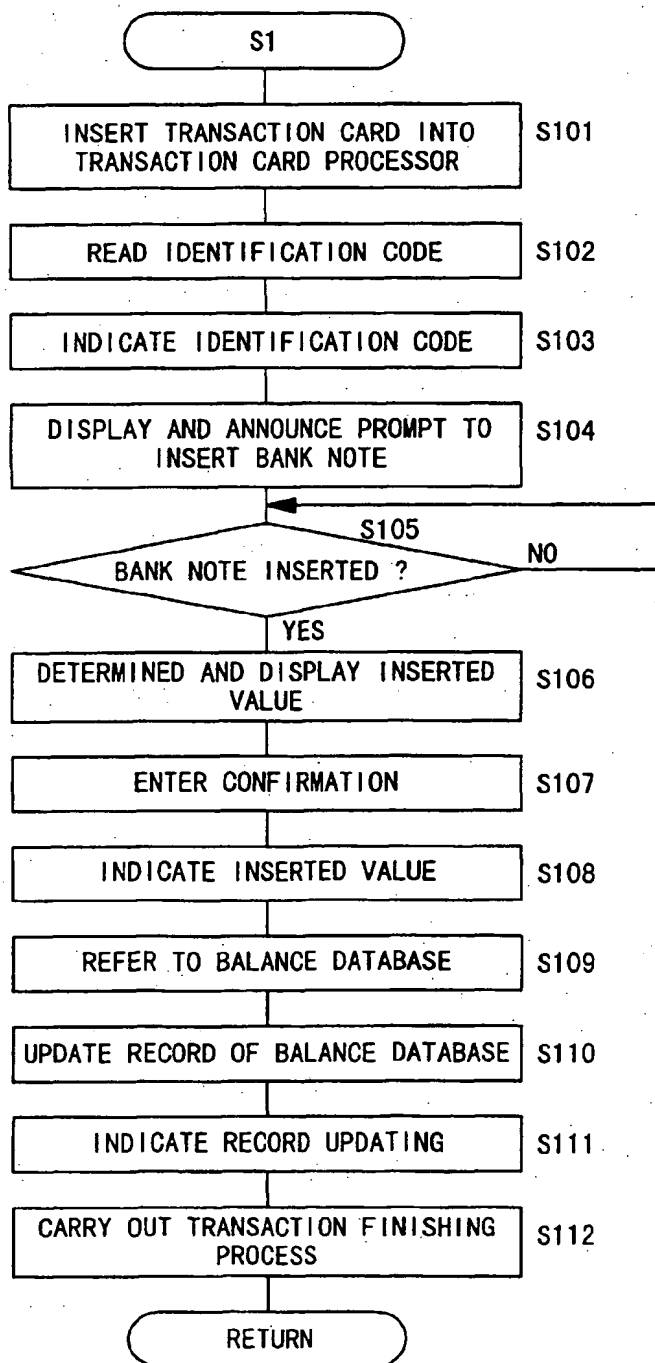 S1
INSERT TRANSACTION CARD INTO
TRANSACTION CARD PROCESSOR
S101
READ IDENTIFICATION CODE
S102
INDICATE IDENTIFICATION CODE
S103
DISPLAY AND ANNOUNCE PROMPT TO
INSERT BANK NOTE
S104
S105
BANK NOTE INSERTED ?
NO
YES
DETERMINED AND DISPLAY INSERTED
VALUE
S106
ENTER CONFIRMATION
S107
INDICATE INSERTED VALUE
S108
REFER TO BALANCE DATABASE
S109
UPDATE RECORD OF BALANCE DATABASE
S110
INDICATE RECORD UPDATING
S111
CARRY OUT TRANSACTION FINISHING
PROCESS
S112
RETURN